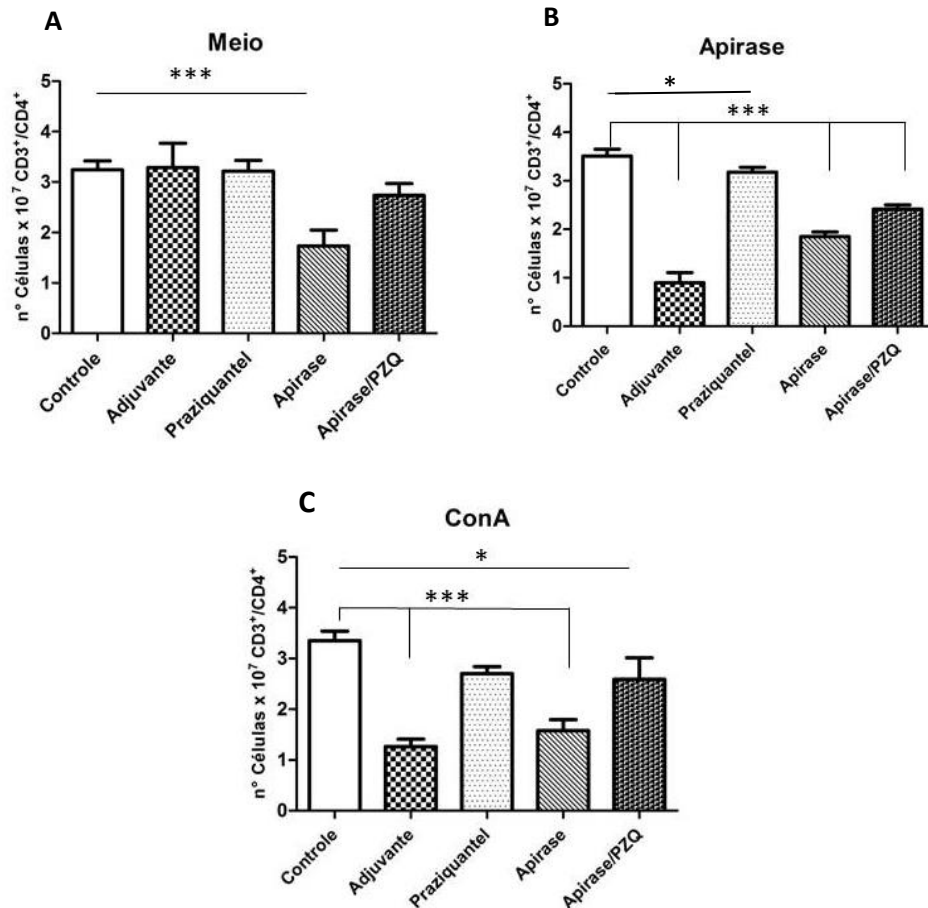 A
Meio
***
n° Células x 10⁷ CD3⁺/CD4⁺
5
4
3
2
1
0
Controle
Adjuvante
Praziquantel
Apirase
Apirase/PZQ
B
Apirase
*
***
n° Células x 10⁷ CD3⁺/CD4⁺
5
4
3
2
1
0
Controle
Adjuvante
Praziquantel
Apirase
Apirase/PZQ
C
ConA
*
***
n° Células x 10⁷ CD3⁺/CD4⁺
5
4
3
2
1
0
Controle
Adjuvante
Praziquantel
Apirase
Apirase/PZQ